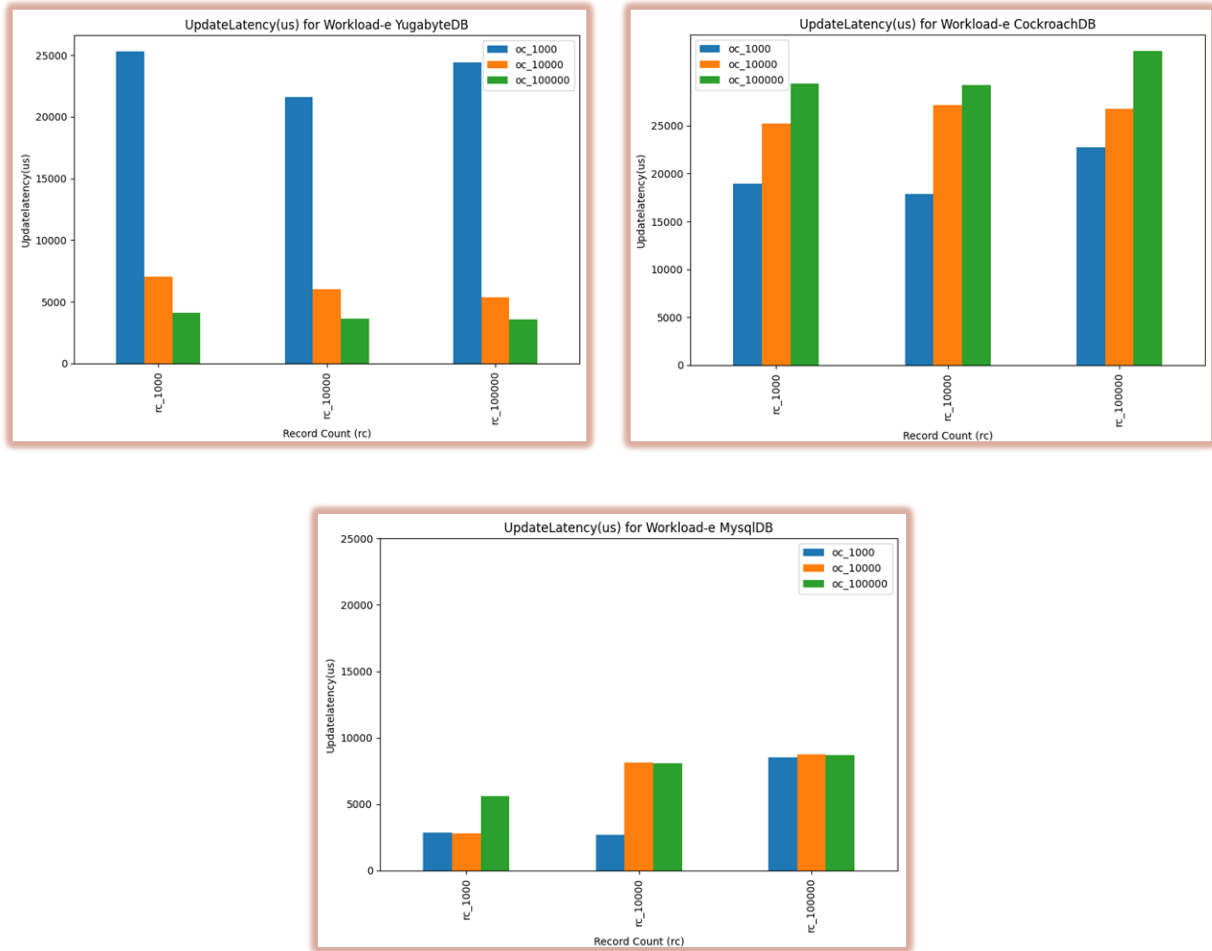 UpdateLatency(us) for Workload-e YugabyteDB
25000
20000
15000
10000
5000
0
Updatelatency(us)
oc_1000
oc_10000
oc_100000
rc_1000
rc_10000
rc_100000
Record Count (rc)
UpdateLatency(us) for Workload-e CockroachDB
25000
20000
15000
10000
5000
0
Updatelatency(us)
oc_1000
oc_10000
oc_100000
rc_1000
rc_10000
rc_100000
Record Count (rc)
UpdateLatency(us) for Workload-e MysqlDB
25000
20000
15000
10000
5000
0
Updatelatency(us)
oc_1000
oc_10000
oc_100000
rc_1000
rc_10000
rc_100000
Record Count (rc)